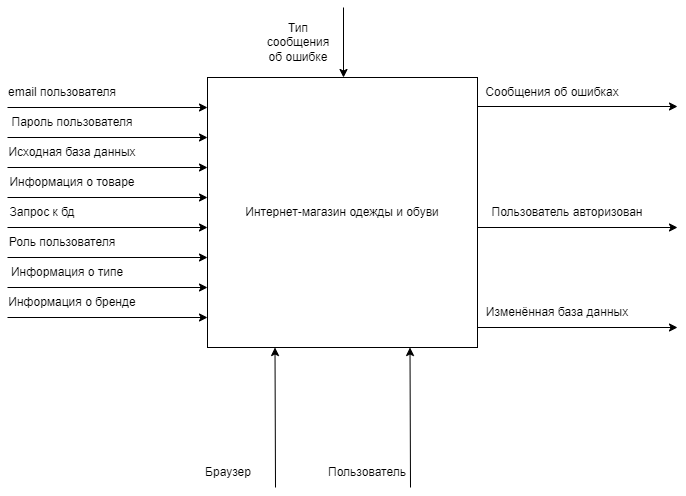 Тип
сообщения
об ошибке
email пользователя
Пароль пользователя
Исходная база данных
Информация о товаре
Запрос к бд
Роль пользователя
Информация о типе
Информация о бренде
Интернет-магазин одежды и обуви
Сообщения об ошибках
Пользователь авторизован
Изменённая база данных
Браузер
Пользователь